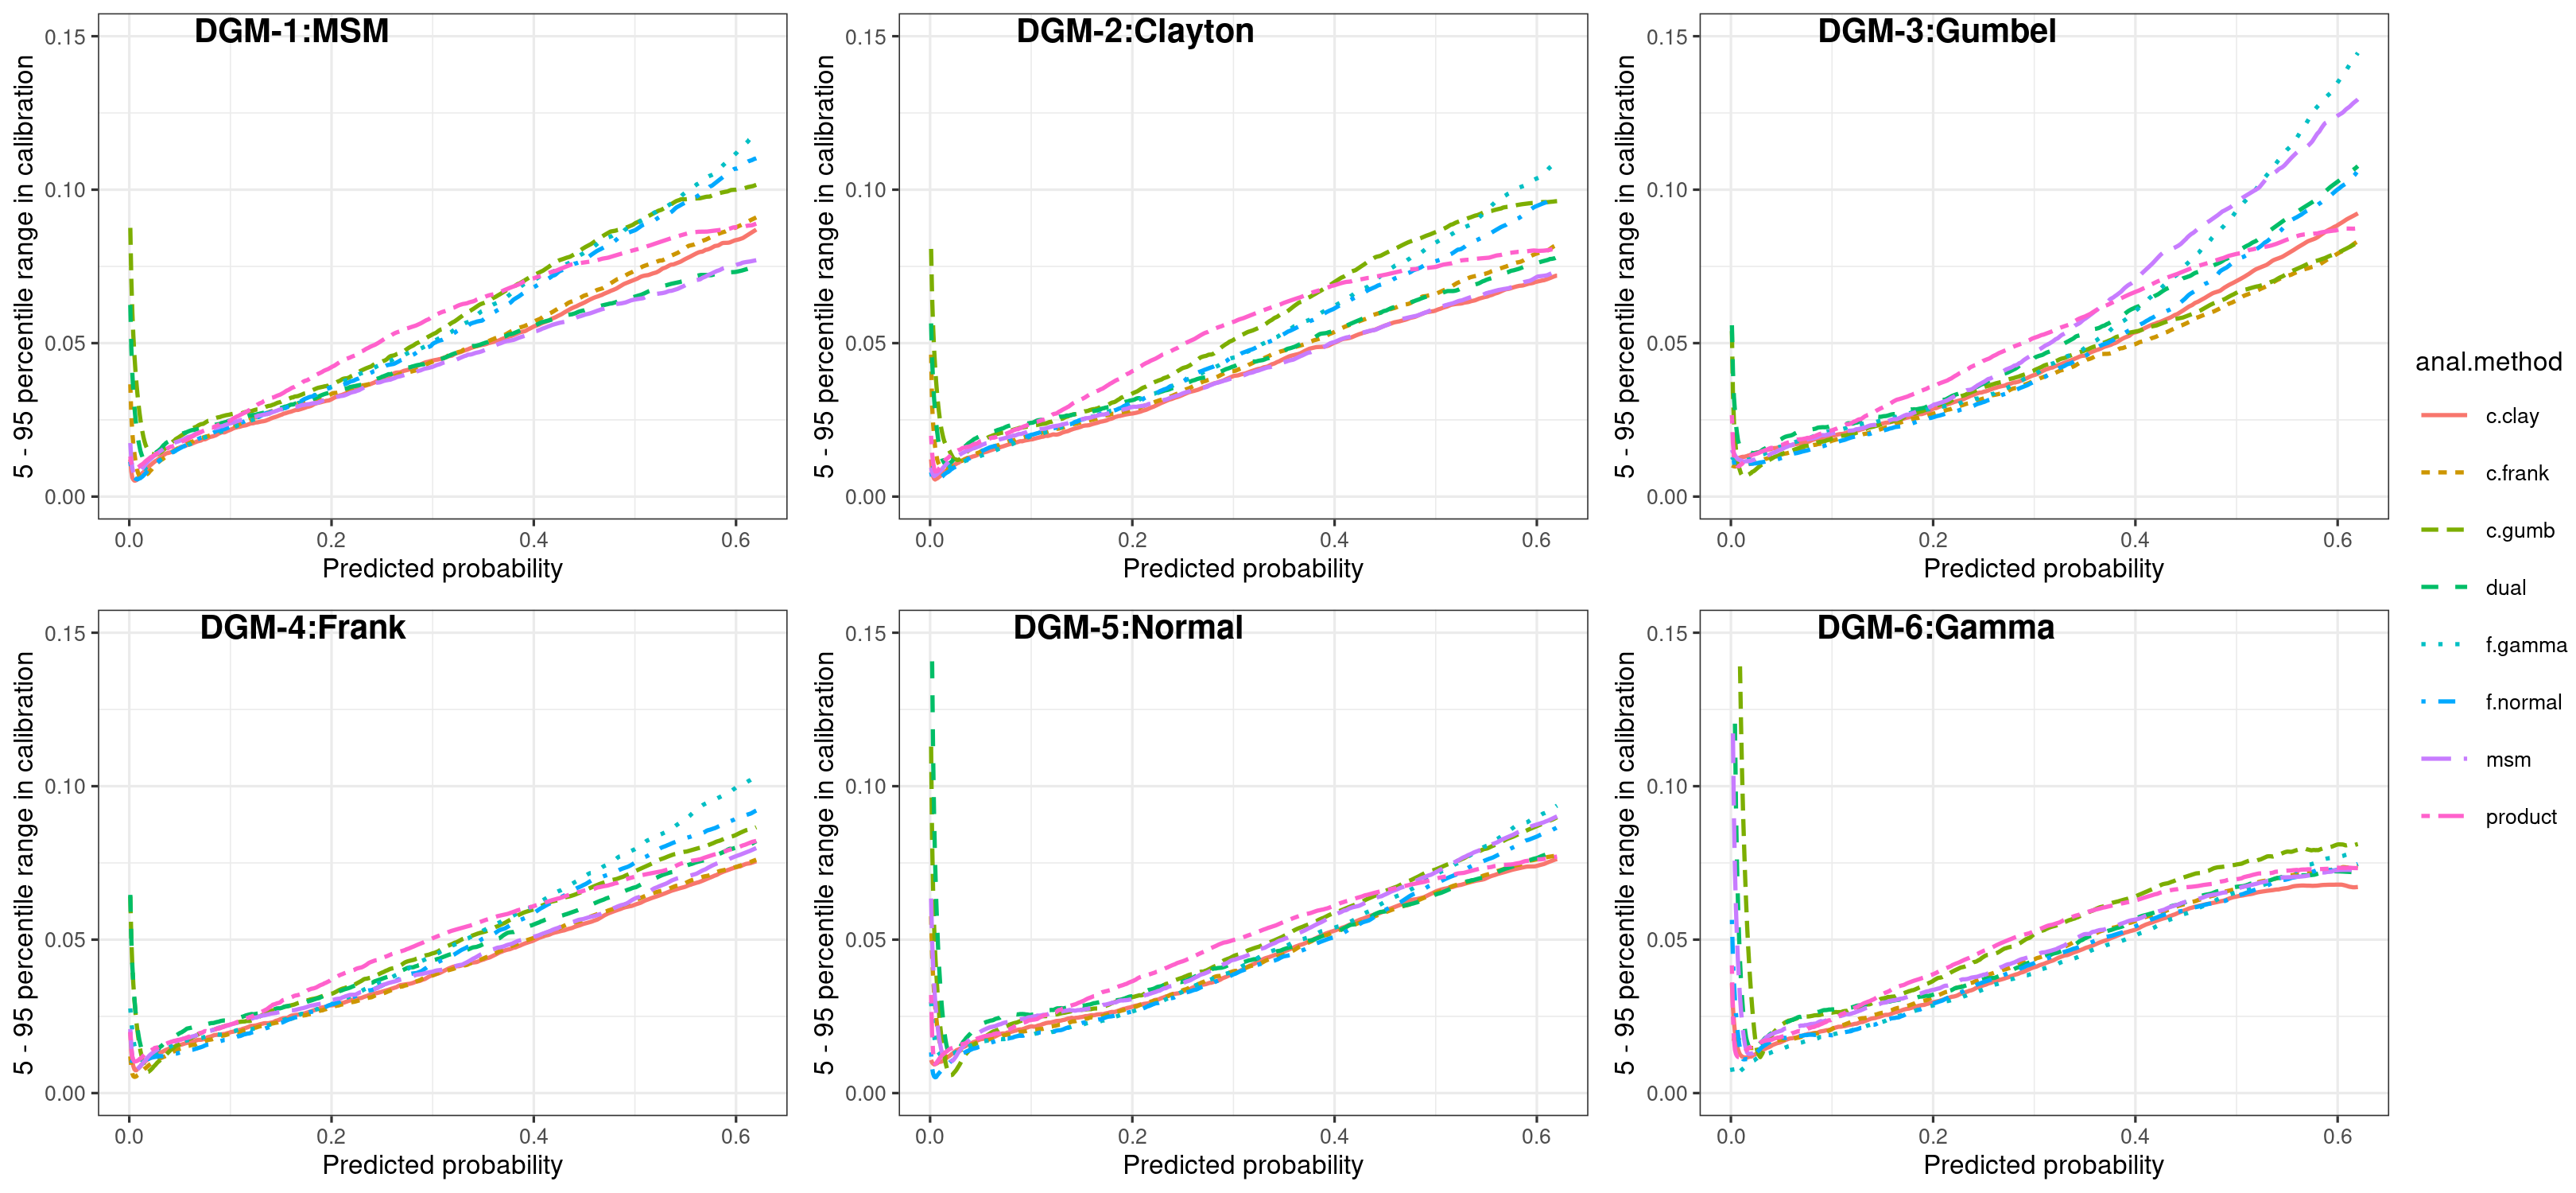 DGM-1:MSM
5 - 95 percentile range in calibration
0.15
0.10
0.05
0.00
0.0 0.2 0.4 0.6
Predicted probability
DGM-2:Clayton
5 - 95 percentile range in calibration
0.15
0.10
0.05
0.00
0.0 0.2 0.4 0.6
Predicted probability
DGM-3:Gumbel
5 - 95 percentile range in calibration
0.15
0.10
0.05
0.00
0.0 0.2 0.4 0.6
Predicted probability
DGM-4:Frank
5 - 95 percentile range in calibration
0.15
0.10
0.05
0.00
0.0 0.2 0.4 0.6
Predicted probability
DGM-5:Normal
5 - 95 percentile range in calibration
0.15
0.10
0.05
0.00
0.0 0.2 0.4 0.6
Predicted probability
DGM-6:Gamma
5 - 95 percentile range in calibration
0.15
0.10
0.05
0.00
0.0 0.2 0.4 0.6
Predicted probability
anal.method
c.clay
c.frank
c.gumb
dual
f.gamma
f.normal
msm
product